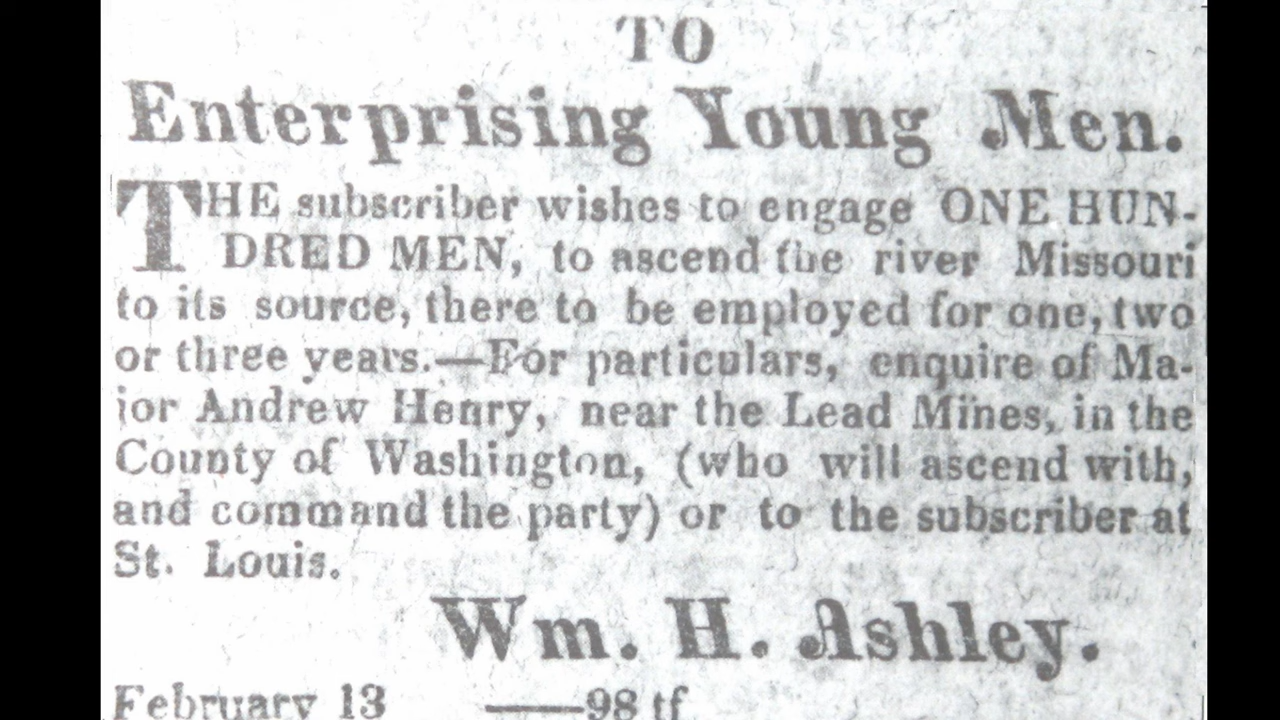 TO
Enterprising Young Men.
THE subscriber wishes to engage ONE HUN-
DRED MEN, to ascend the river Missouri
to its source, there to be employed for one, two
or three years.—For particulars, enquire of Ma-
jor Andrew Henry, near the Lead Mines, in the
County of Washington, (who will ascend with,
and command the party) or to the subscriber at
St. Louis.
Wm. H. Ashley.
February 13 ——98 tf